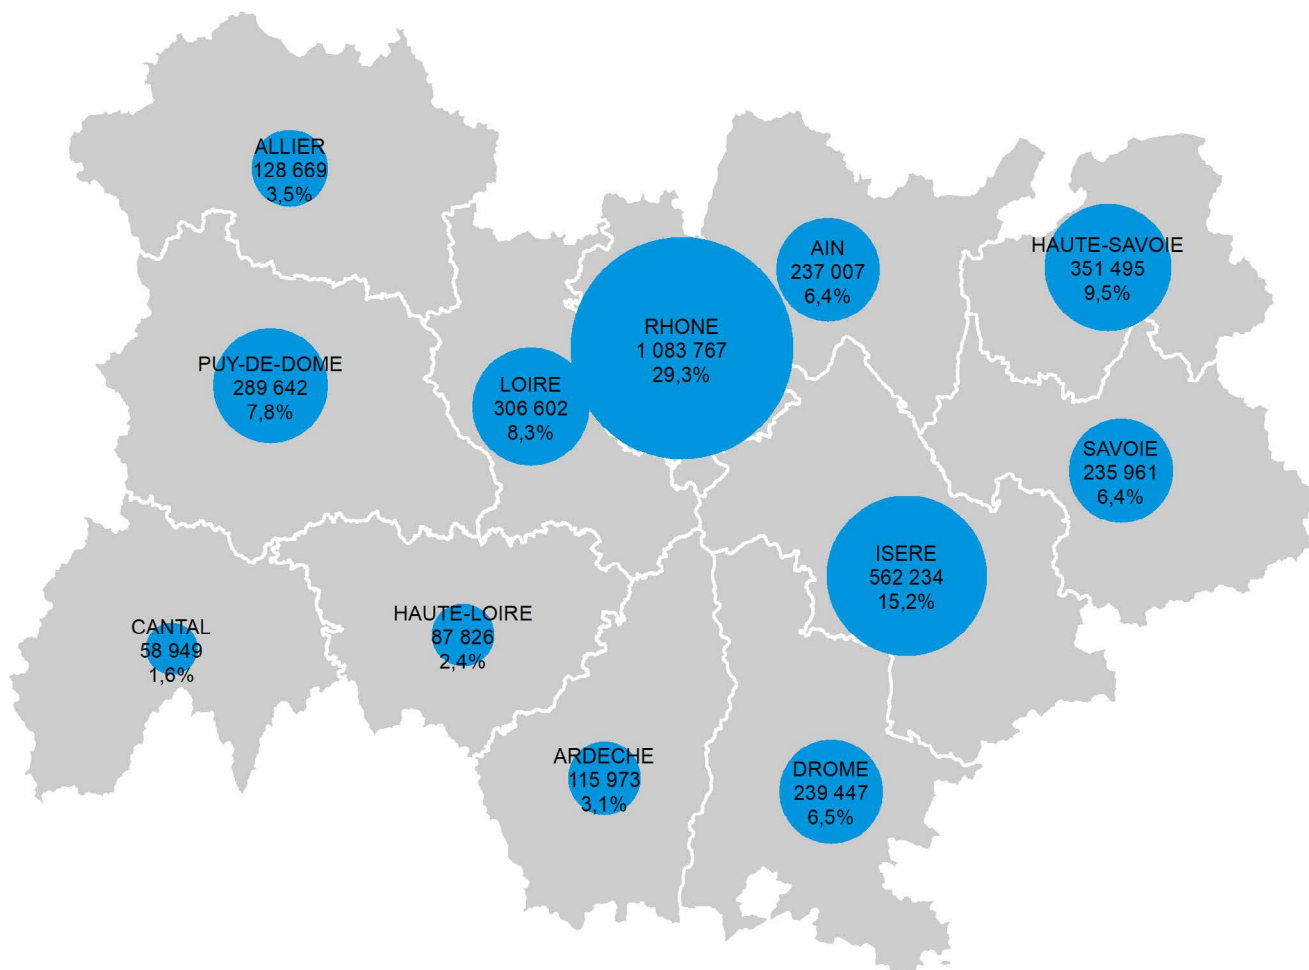 ALLIER
128 669
3,5%
AIN
237 007
6,4%
HAUTE-SAVOIE
351 495
9,5%
RHONE
1 083 767
29,3%
PUY-DE-DOME
289 642
7,8%
LOIRE
306 602
8,3%
SAVOIE
235 961
6,4%
ISERE
562 234
15,2%
CANTAL
58 949
1,6%
HAUTE-LOIRE
87 826
2,4%
ARDECHE
115 973
3,1%
DROME
239 447
6,5%